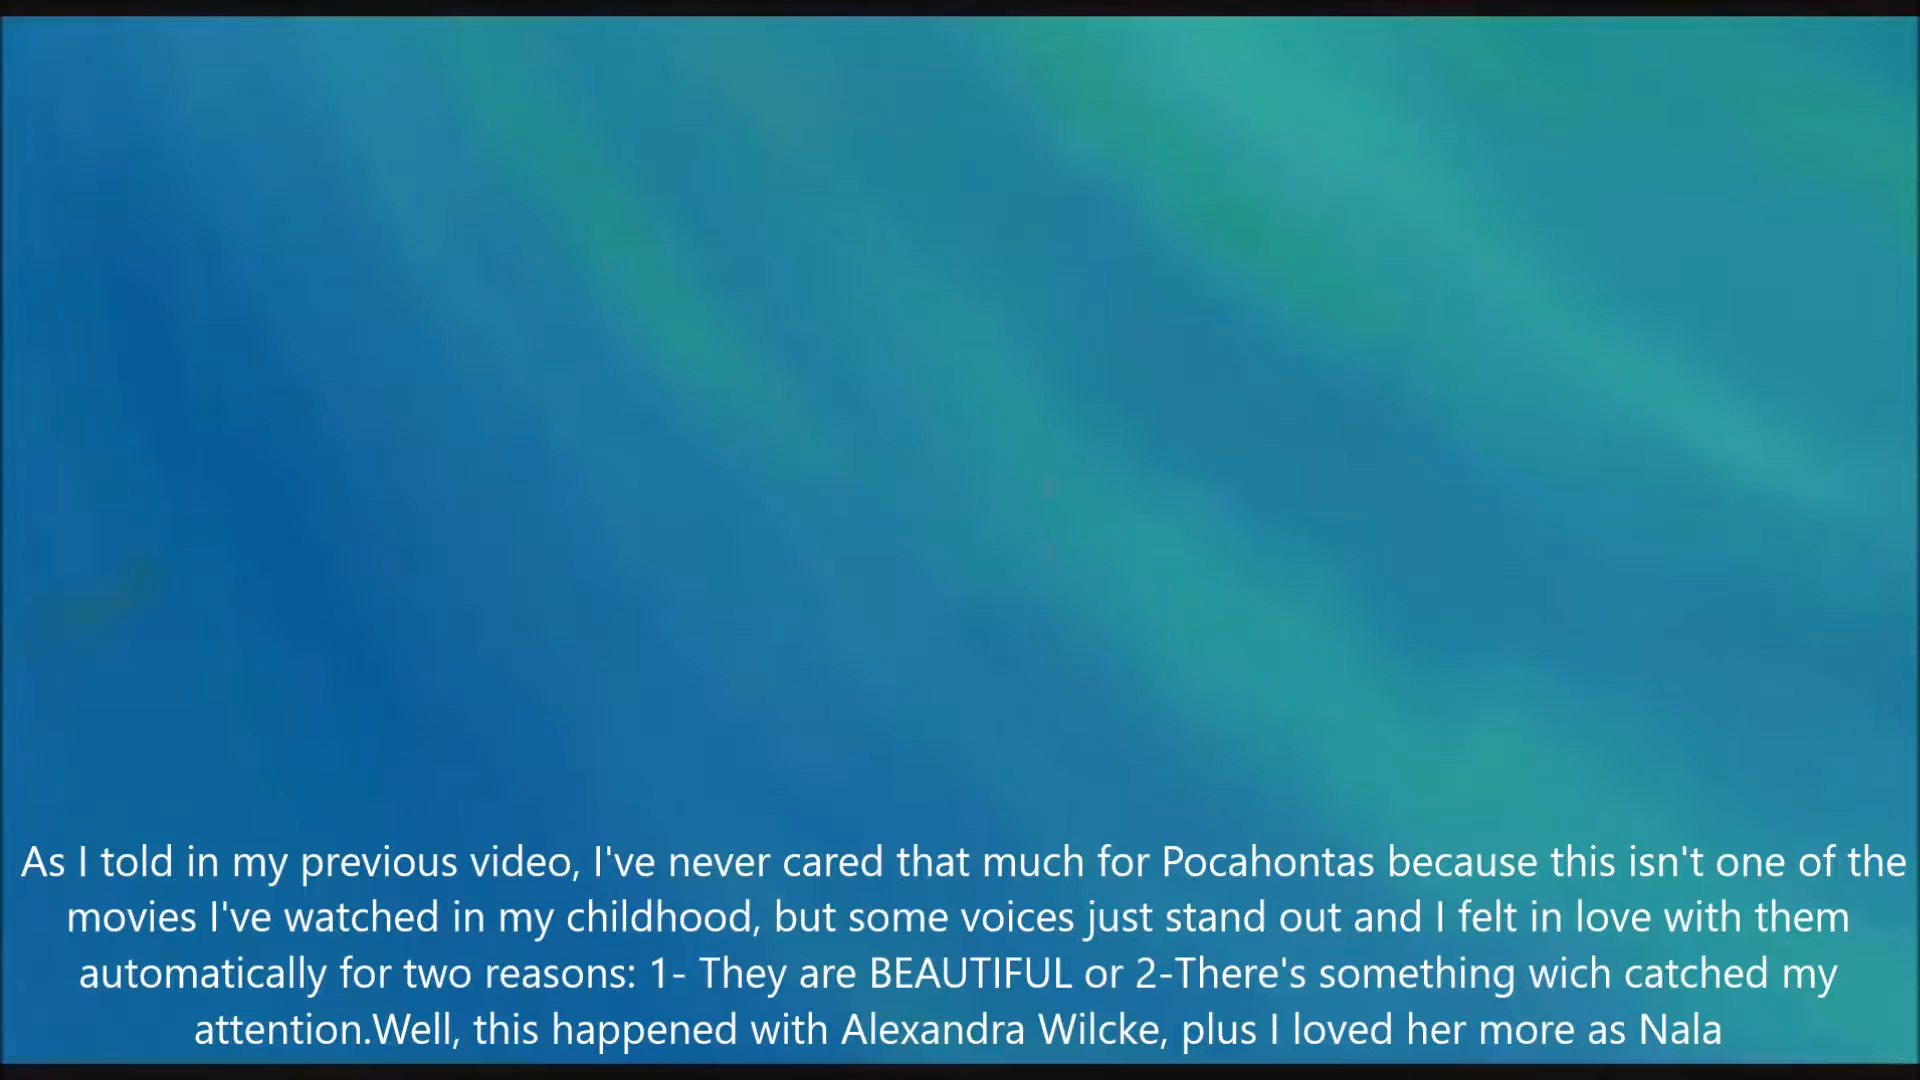 As I told in my previous video, I've never cared that much for Pocahontas because this isn't one of the
movies I've watched in my childhood, but some voices just stand out and I felt in love with them
automatically for two reasons: 1- They are BEAUTIFUL or 2-There's something wich catched my
attention.Well, this happened with Alexandra Wilcke, plus I loved her more as Nala